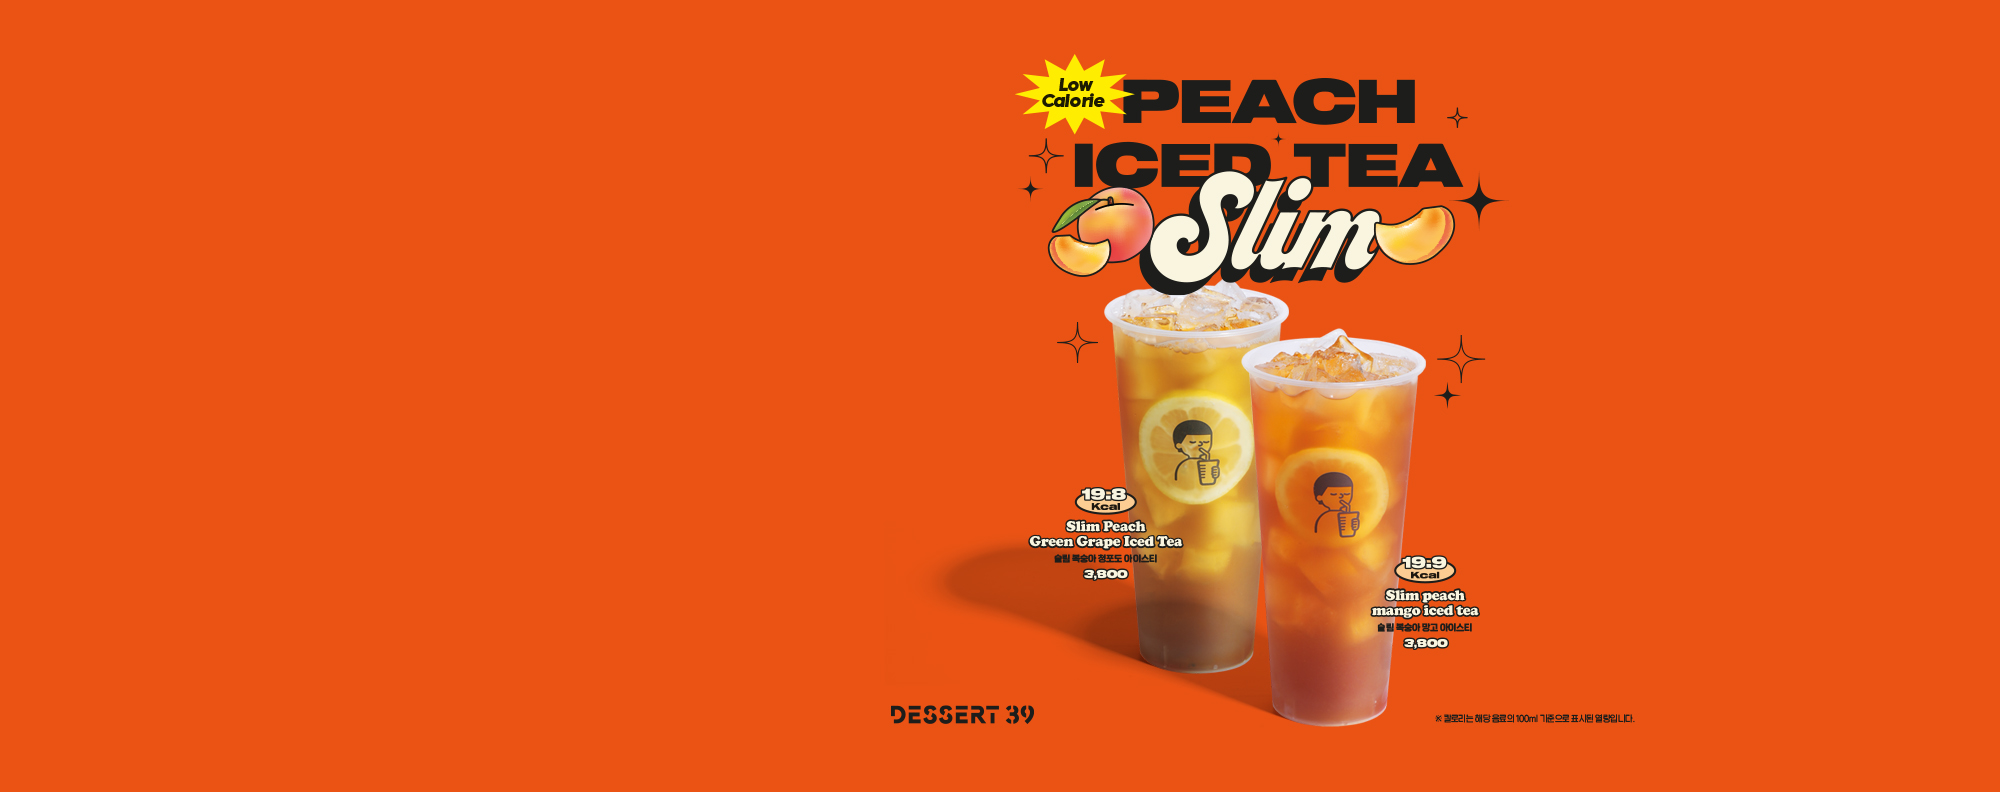 Low
Calorie
PEACH
ICED TEA
Slim
19.8
Kcal
Slim Peach
Green Grape Iced Tea
슬림 복숭아 청포도 아이스티
3,800
19.9
Kcal
Slim peach
mango iced tea
슬림 복숭아 망고 아이스티
3,800
DESSERT 39
※ 칼로리는 해당 음료의 100ml 기준으로 표시된 열량입니다.